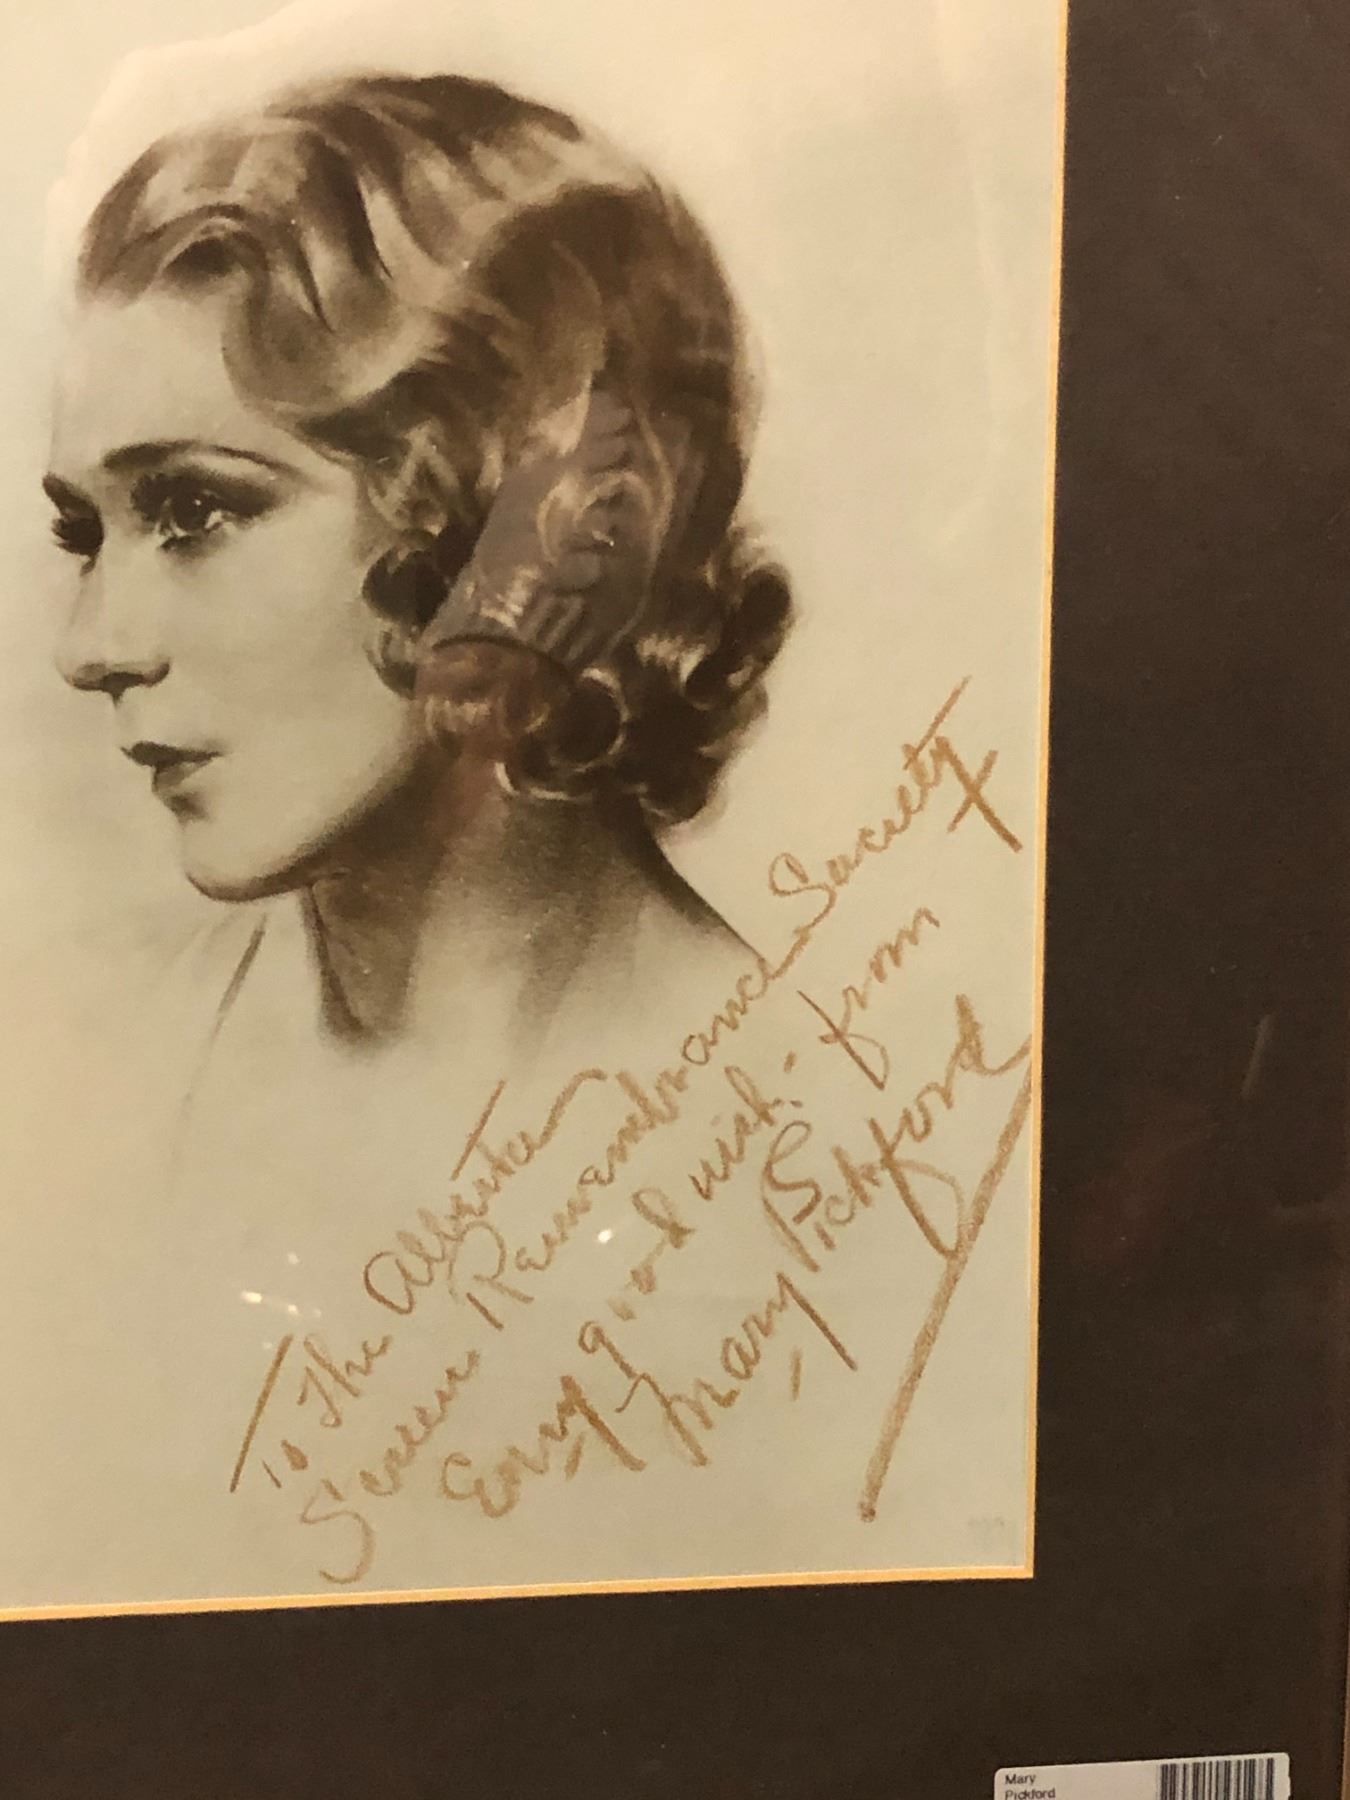 To The Alberta
Screen Remembrance Society
Every good wish - from
Mary Pickford
Mary
Pickford